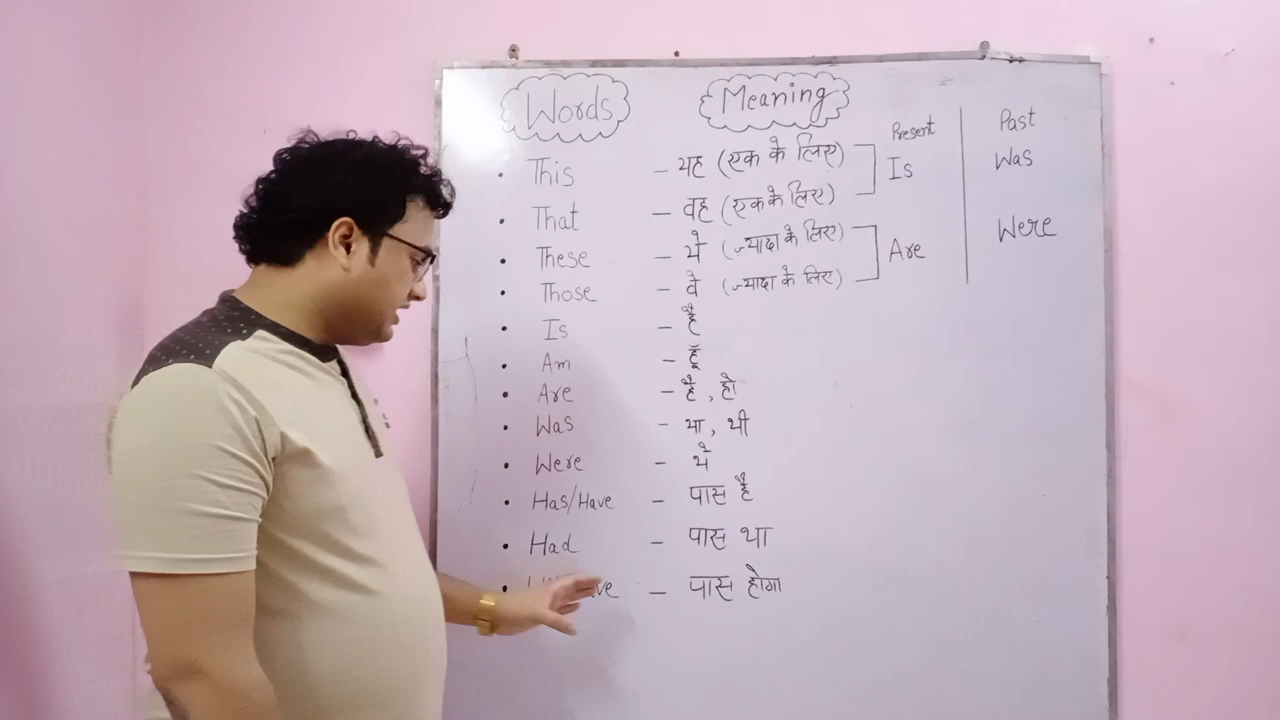 Words Meaning
Present Past
This – यह (एक के लिए) Is Was
That – वह (एक के लिए)
These – ये (ज्यादा के लिए) Are Were
Those – वे (ज्यादा के लिए)
Is – है
Am – हूँ
Are – है, हो
Was – था, थी
Were – थे
Has/Have – पास है
Had – पास था
– पास होगा